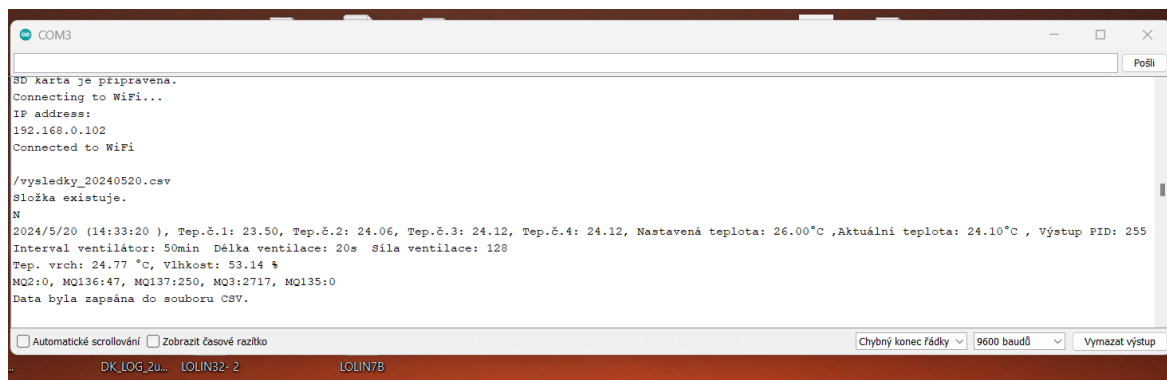 COM3
Pošli
SD karta je připravena.
Connecting to WiFi...
IP address:
192.168.0.102
Connected to WiFi
/vysledky_20240520.csv
Složka existuje.
N
2024/5/20 (14:33:20 ), Tep.č.1: 23.50, Tep.č.2: 24.06, Tep.č.3: 24.12, Tep.č.4: 24.12, Nastavená teplota: 26.00°C ,Aktuální teplota: 24.10°C , Výstup PID: 255
Interval ventilátor: 50min  Délka ventilace: 20s  Síla ventilace: 128
Tep. vrch: 24.77 °C, Vlhkost: 53.14 %
MQ2:0, MQ136:47, MQ137:250, MQ3:2717, MQ135:0
Data byla zapsána do souboru CSV.
Automatické scrollování Zobrazit časové razítko Chybný konec řádky 9600 baudů Vymazat výstup
DK_LOG_2u... LOLIN32- 2 LOLIN7B